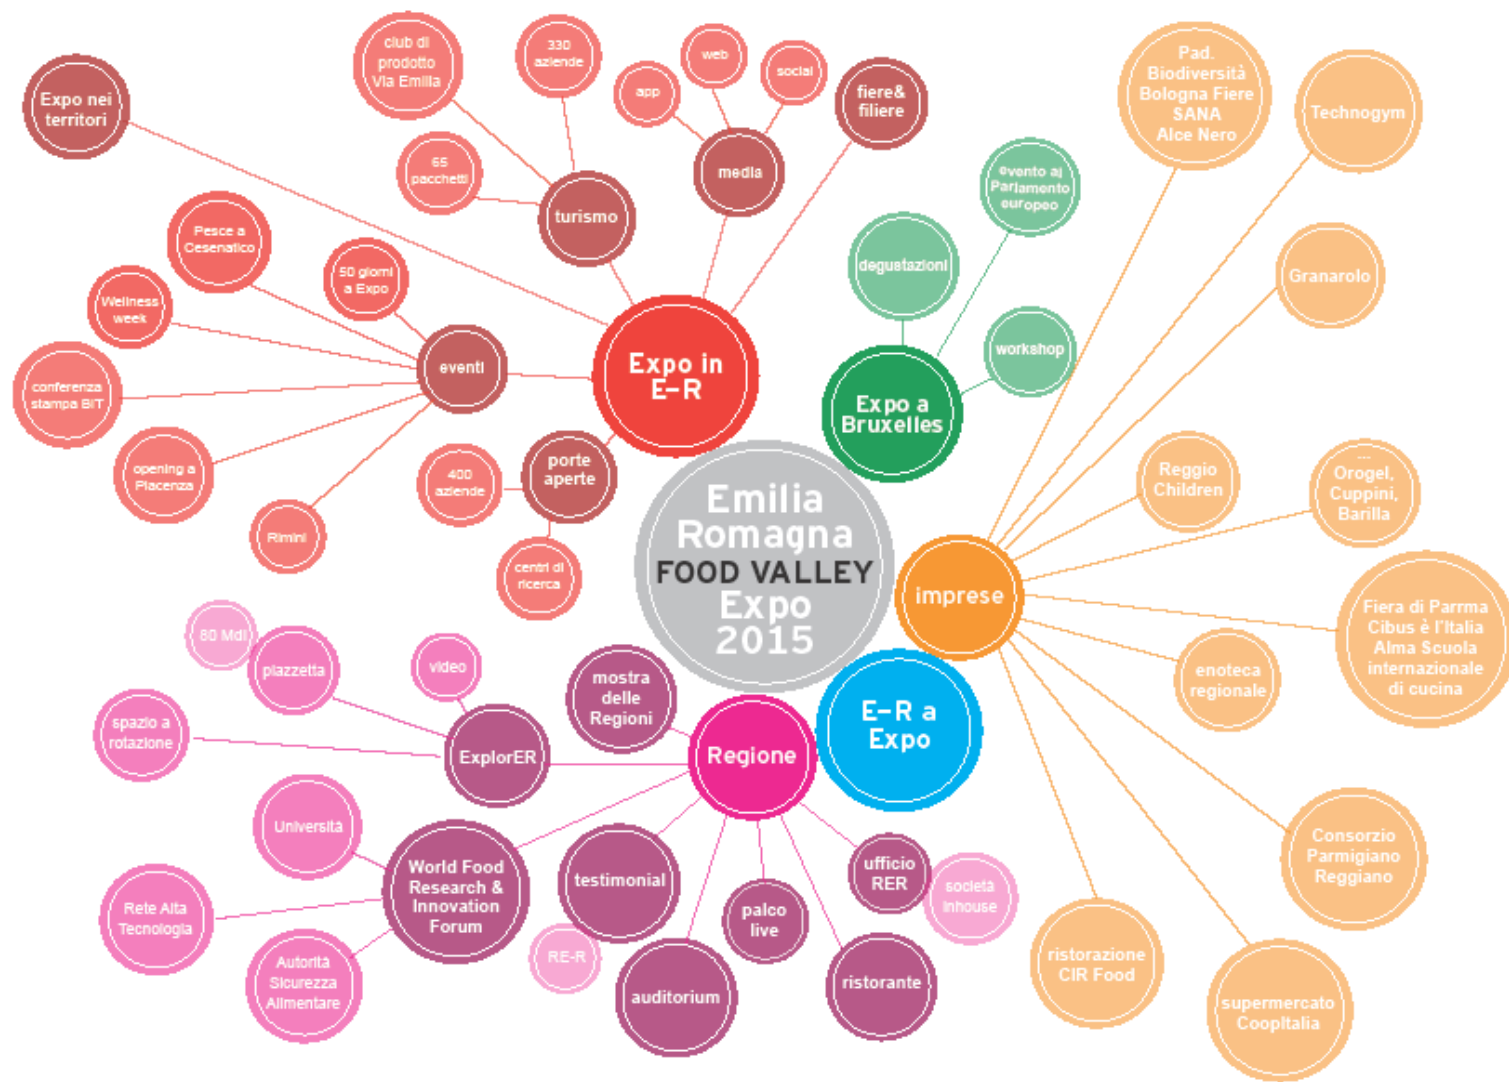 club di
prodotto
Via Emilia
330
aziende
web
social
app
fiere&
filiere
Expo nei
territori
65
pacchetti
turismo
media
Pesce a
Cesenatico
50 giorni
a Expo
Wellness
week
eventi
conferenza
stampa BIT
opening a
Piacenza
Rimini
Expo in
E-R
porte
aperte
400
aziende
centri di
ricerca
evento al
Parlamento
europeo
degustazioni
workshop
Expo a
Bruxelles
Pad.
Biodiversità
Bologna Fiere
SANA
Alce Nero
Technogym
Granarolo
Reggio
Children
...
Orogel,
Cuppini,
Barilla
Emilia
Romagna
FOOD VALLEY
Expo
2015
imprese
Fiera di Parrma
Cibus è l'Italia
Alma Scuola
internazionale
di cucina
enoteca
regionale
Consorzio
Parmigiano
Reggiano
ristorazione
CIR Food
supermercato
CoopItalia
E-R a
Expo
Regione
mostra
delle
Regioni
80 Mdl
piazzetta
video
spazio a
rotazione
ExplorER
Università
World Food
Research &
Innovation
Forum
Rete Alta
Tecnologia
Autorità
Sicurezza
Alimentare
testimonial
RE-R
auditorium
palco
live
ufficio
RER
società
Inhouse
ristorante